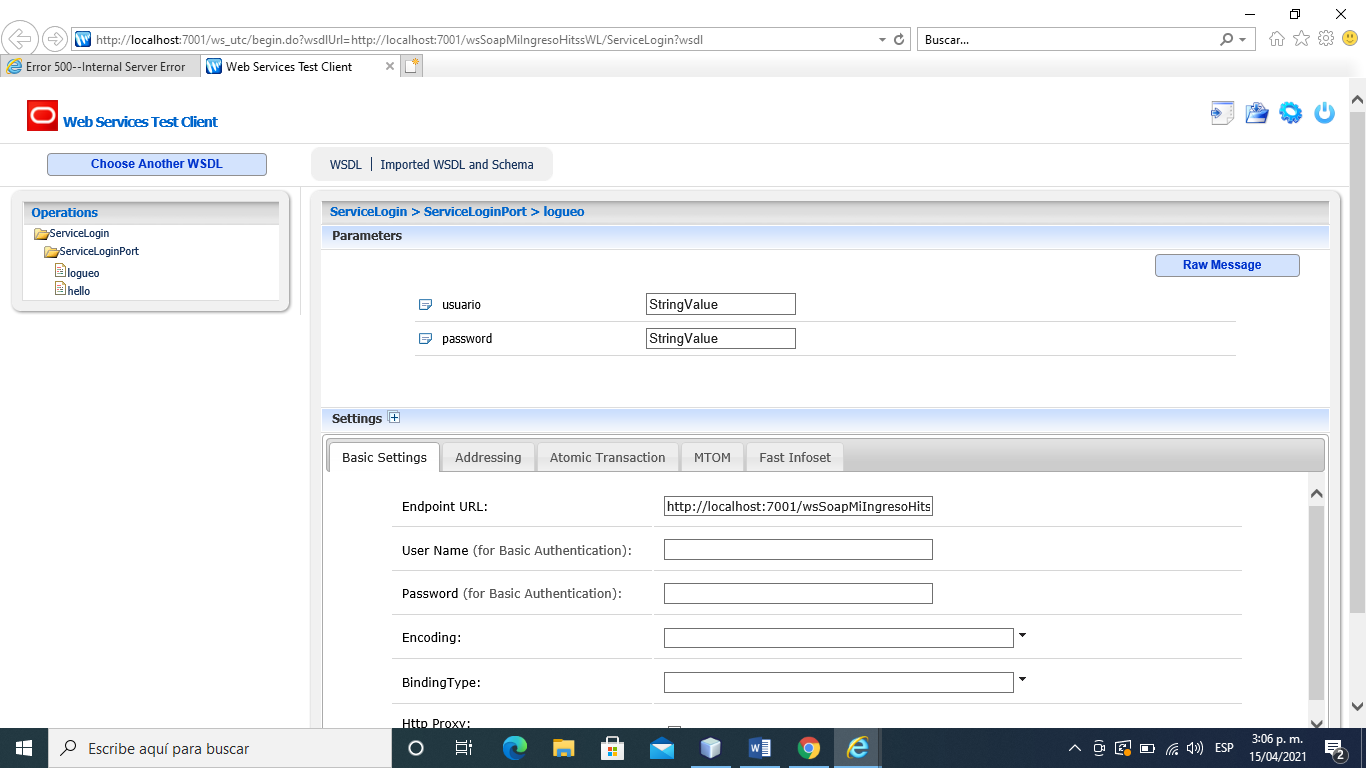 http://localhost:7001/ws_utc/begin.do?wsdlUrl=http://localhost:7001/wsSoapMiIngresoHitssWL/ServiceLogin?wsdl
Buscar...
Error 500--Internal Server Error
Web Services Test Client
Web Services Test Client
Choose Another WSDL
WSDL | Imported WSDL and Schema
Operations
ServiceLogin
ServiceLoginPort
logueo
hello
ServiceLogin > ServiceLoginPort > logueo
Parameters
Raw Message
usuario StringValue
password StringValue
Settings
Basic Settings Addressing Atomic Transaction MTOM Fast Infoset
Endpoint URL: http://localhost:7001/wsSoapMiIngresoHits
User Name (for Basic Authentication):
Password (for Basic Authentication):
Encoding:
BindingType:
Http Proxy:
Escribe aquí para buscar
ESP
3:06 p. m.
15/04/2021
2